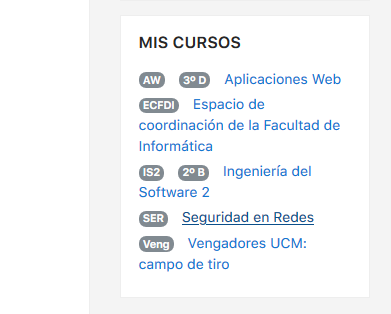 MIS CURSOS
AW 3º D Aplicaciones Web
ECFDI Espacio de
coordinación de la Facultad de
Informática
IS2 2º B Ingeniería del
Software 2
SER Seguridad en Redes
Veng Vengadores UCM:
campo de tiro